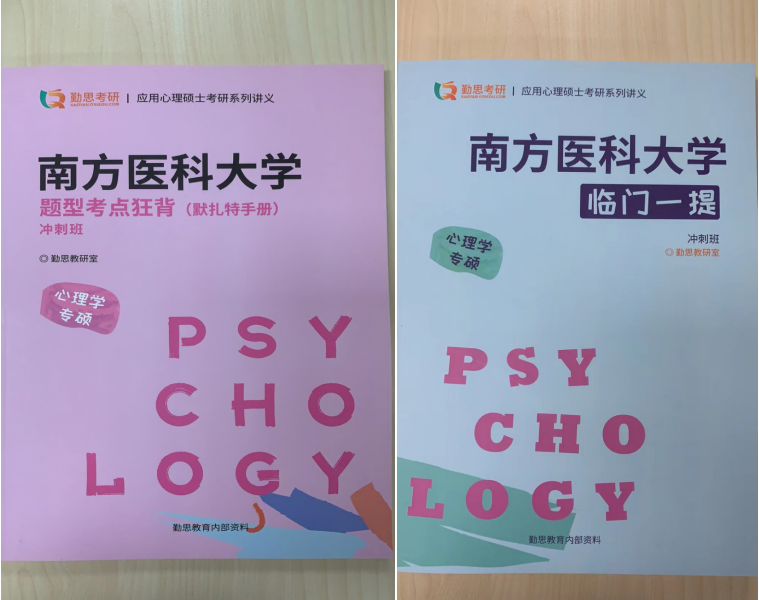 勤思考研 | 应用心理硕士考研系列讲义
南方医科大学
题型考点狂背（默扎特手册）
冲刺班
◎ 勤思教研室
心理学
专硕
PSY
CHO
LOGY
勤思教育内部资料
勤思考研 | 应用心理硕士考研系列讲义
南方医科大学
临门一提
冲刺班
◎ 勤思教研室
心理学
专硕
PSY
CHO
LOGY
勤思教育内部资料